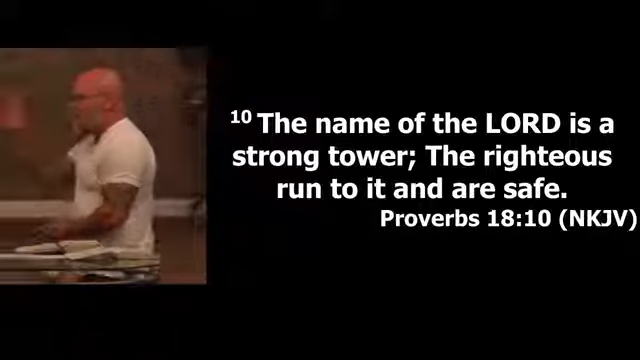 10 The name of the LORD is a
strong tower; The righteous
run to it and are safe.
Proverbs 18:10 (NKJV)